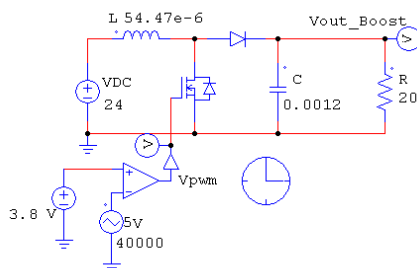 L 54.47e-6
Vout_Boost
V
VDC
24
C
0.0012
R
20
V
Vpwm
3.8 V
5V
40000